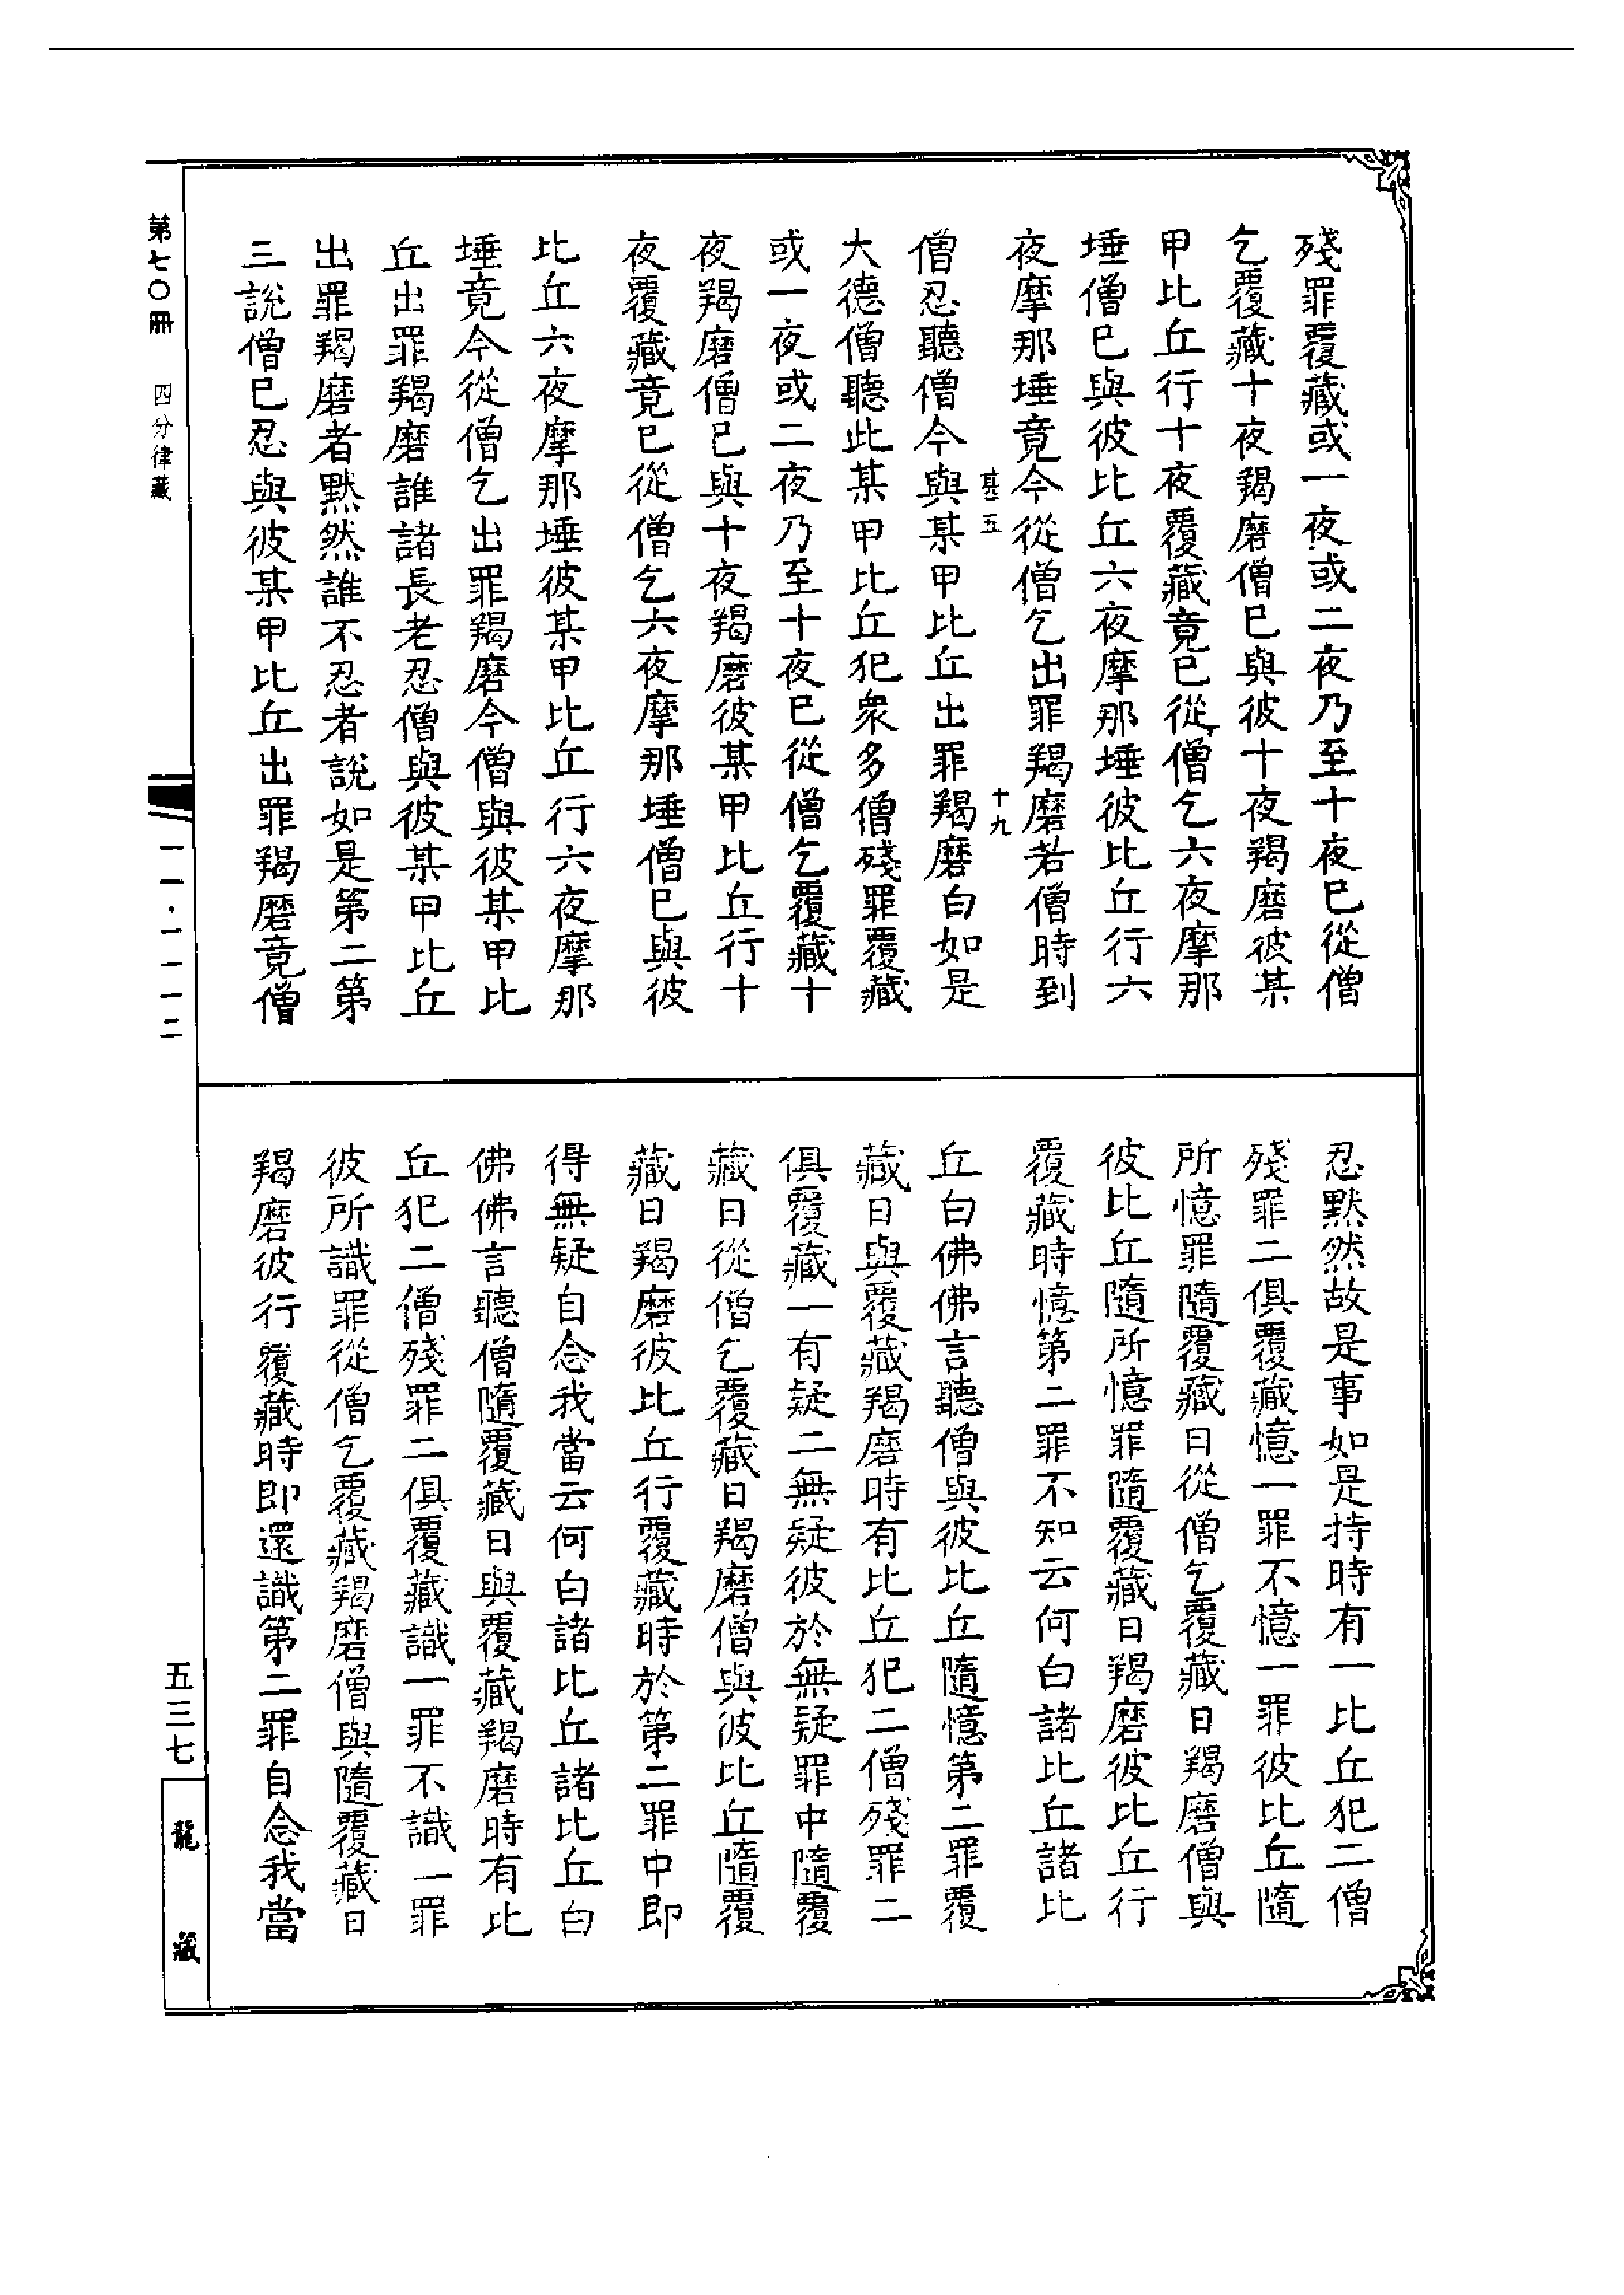 殘罪覆藏或一夜或二夜乃至十夜巳從僧
乞覆藏十夜羯磨僧巳與彼十夜羯磨彼某
甲比丘行十夜覆藏竟巳從僧乞六夜摩那
埵僧巳與彼比丘六夜摩那埵彼比丘行六
夜摩那埵竟今從僧乞出罪羯磨若僧時到
甚五 十九
僧忍聽僧今與某甲比丘出罪羯磨白如是
大德僧聽此某甲比丘犯衆多僧殘罪覆藏
或一夜或二夜乃至十夜巳從僧乞覆藏十
夜羯磨僧巳與十夜羯磨彼某甲比丘行十
夜覆藏竟巳從僧乞六夜摩那埵僧巳與彼
比丘六夜摩那埵彼某甲比丘行六夜摩那
埵竟今從僧乞出罪羯磨今僧與彼某甲比
丘出罪羯磨誰諸長老忍僧與彼某甲比丘
出罪羯磨者黙然誰不忍者說如是第二第
三說僧巳忍與彼某甲比丘出罪羯磨竟僧
忍黙然故是事如是持時有一比丘犯二僧
殘罪二俱覆藏憶一罪不憶一罪彼比丘隨
所憶罪隨覆藏日從僧乞覆藏日羯磨僧與
彼比丘隨所憶罪隨覆藏日羯磨彼比丘行
覆藏時憶第二罪不知云何白諸比丘諸比
丘白佛佛言聽僧與彼比丘隨憶第二罪覆
藏日與覆藏羯磨時有比丘犯二僧殘罪二
俱覆藏一有疑二無疑彼於無疑罪中隨覆
藏日從僧乞覆藏日羯磨僧與彼比丘隨覆
藏日羯磨彼比丘行覆藏時於第二罪中即
得無疑自念我當云何白諸比丘諸比丘白
佛佛言聽僧隨覆藏日與覆藏羯磨時有比
丘犯二僧殘罪二俱覆藏識一罪不識一罪
彼所識罪從僧乞覆藏羯磨僧與隨覆藏日
羯磨彼行覆藏時即還識第二罪自念我當
第七〇冊 四分律藏
一一·一一一二
五三七
龍藏